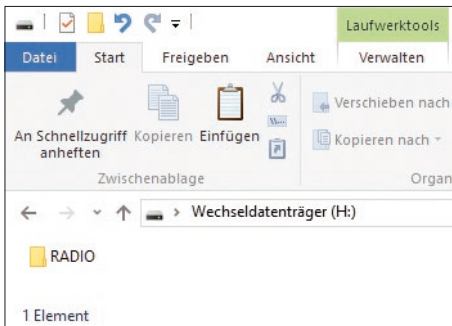 Laufwerktools
Datei Start Freigeben Ansicht Verwalten
An Schnellzugriff anheften
Kopieren
Einfügen
Verschieben nach
Kopieren nach
Zwischenablage
Organ
Wechseldatenträger (H:)
RADIO
1 Element